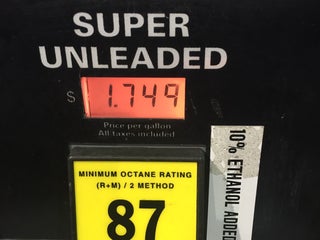 SUPER
UNLEADED
$ 1.749
Price per gallon
All taxes included
MINIMUM OCTANE RATING
(R+M) / 2 METHOD
87
10% ETHANOL ADDED